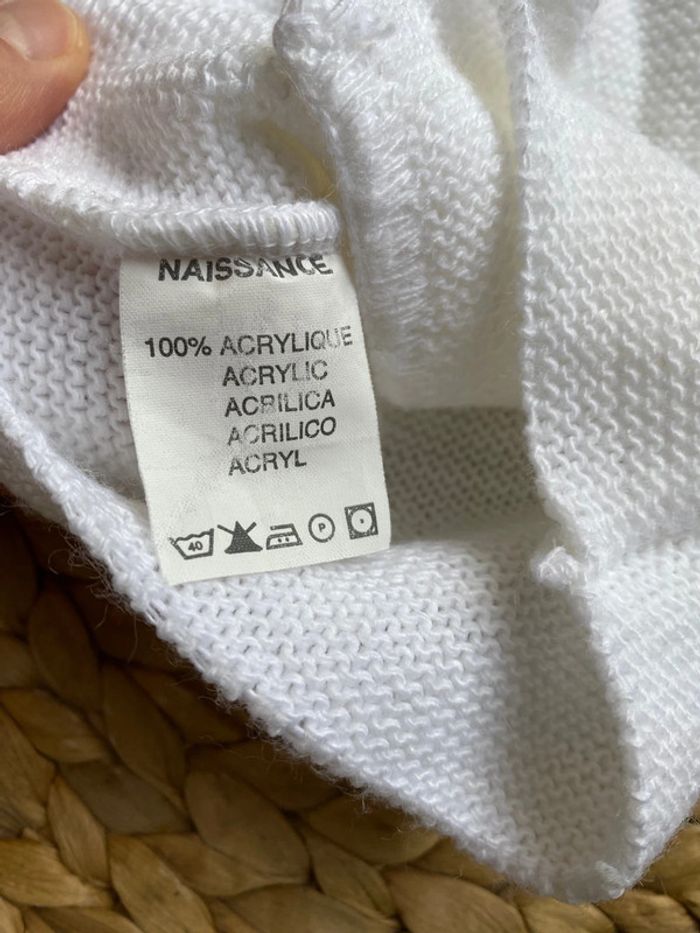 NAISSANCE
100% ACRYLIQUE
ACRYLIC
ACRILICA
ACRILICO
ACRYL
40 P